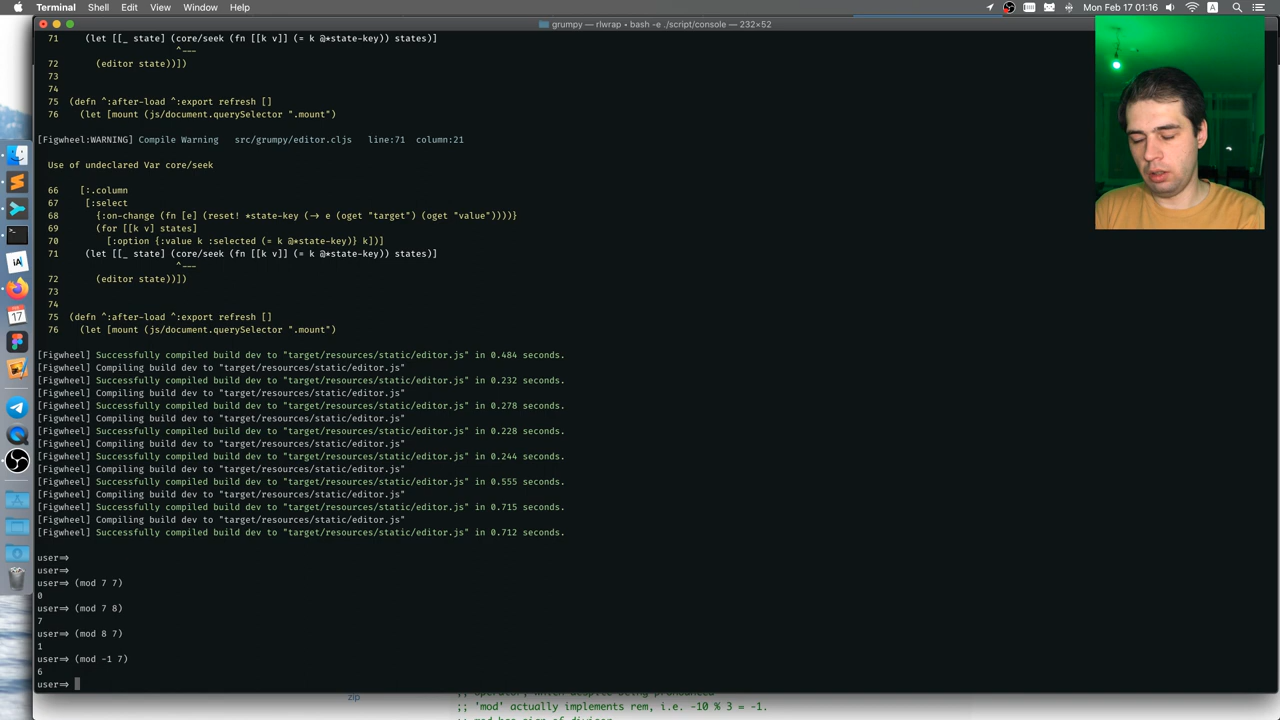 Terminal Shell Edit View Window Help
Mon Feb 17 01:16
grumpy — rlwrap • bash -e ./script/console — 232×52
71 (let [[_ state] (core/seek (fn [[k v]] (= k @*state-key)) states)]
^---
72 (editor state))])
73
74
75 (defn ^:after-load ^:export refresh []
76 (let [mount (js/document.querySelector ".mount")
[Figwheel:WARNING] Compile Warning src/grumpy/editor.cljs line:71 column:21
Use of undeclared Var core/seek
66 [:.column
67 [:select
68 {:on-change (fn [e] (reset! *state-key (-> e (oget "target") (oget "value"))))}
69 (for [[k v] states]
70 [:option {:value k :selected (= k @*state-key)} k])]
71 (let [[_ state] (core/seek (fn [[k v]] (= k @*state-key)) states)]
^---
72 (editor state))])
73
74
75 (defn ^:after-load ^:export refresh []
76 (let [mount (js/document.querySelector ".mount")
[Figwheel] Successfully compiled build dev to "target/resources/static/editor.js" in 0.484 seconds.
[Figwheel] Compiling build dev to "target/resources/static/editor.js"
[Figwheel] Successfully compiled build dev to "target/resources/static/editor.js" in 0.232 seconds.
[Figwheel] Compiling build dev to "target/resources/static/editor.js"
[Figwheel] Successfully compiled build dev to "target/resources/static/editor.js" in 0.278 seconds.
[Figwheel] Compiling build dev to "target/resources/static/editor.js"
[Figwheel] Successfully compiled build dev to "target/resources/static/editor.js" in 0.228 seconds.
[Figwheel] Compiling build dev to "target/resources/static/editor.js"
[Figwheel] Successfully compiled build dev to "target/resources/static/editor.js" in 0.244 seconds.
[Figwheel] Compiling build dev to "target/resources/static/editor.js"
[Figwheel] Successfully compiled build dev to "target/resources/static/editor.js" in 0.555 seconds.
[Figwheel] Compiling build dev to "target/resources/static/editor.js"
[Figwheel] Successfully compiled build dev to "target/resources/static/editor.js" in 0.715 seconds.
[Figwheel] Compiling build dev to "target/resources/static/editor.js"
[Figwheel] Successfully compiled build dev to "target/resources/static/editor.js" in 0.712 seconds.
user=>
user=>
user=> (mod 7 7)
0
user=> (mod 7 8)
7
user=> (mod 8 7)
1
user=> (mod -1 7)
6
user=>
zip
;; 'mod' actually implements rem, i.e. -10 % 3 = -1.
iA
17